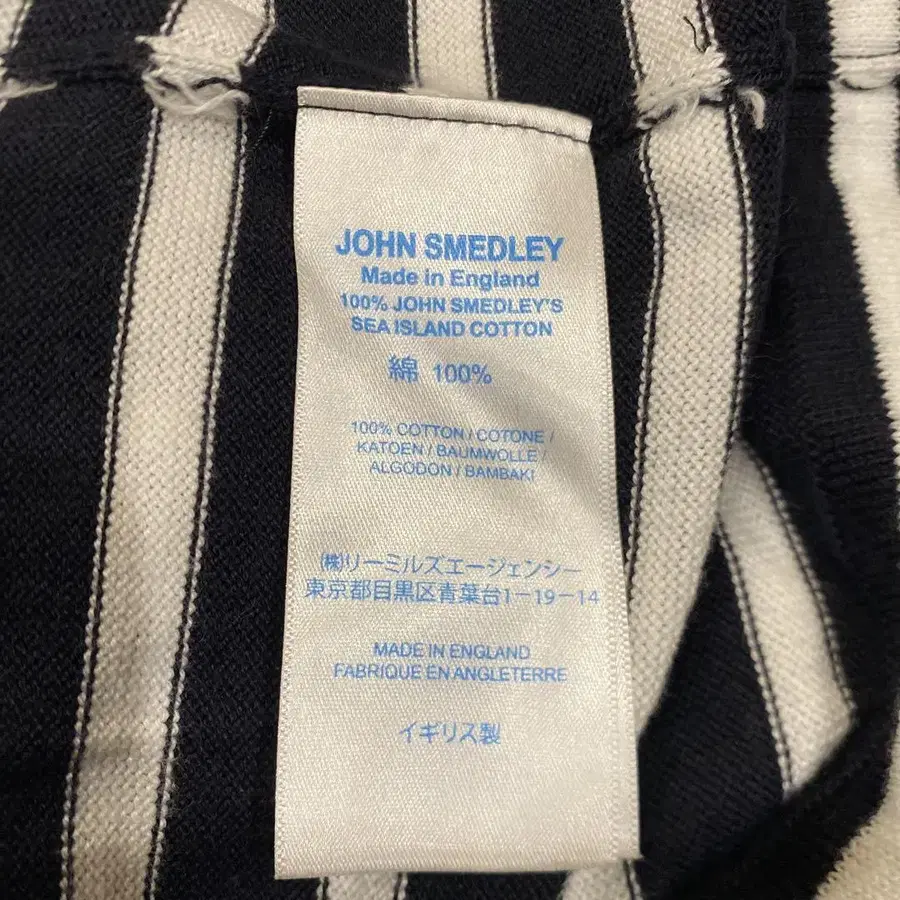 JOHN SMEDLEY
Made in England
100% JOHN SMEDLEY'S
SEA ISLAND COTTON
綿 100%
100% COTTON / COTONE /
KATOEN / BAUMWOLLE /
ALGODON / BAMBAKI
㈱リーミルズエージェンシー
東京都目黒区青葉台1-19-14
MADE IN ENGLAND
FABRIQUE EN ANGLETERRE
イギリス製